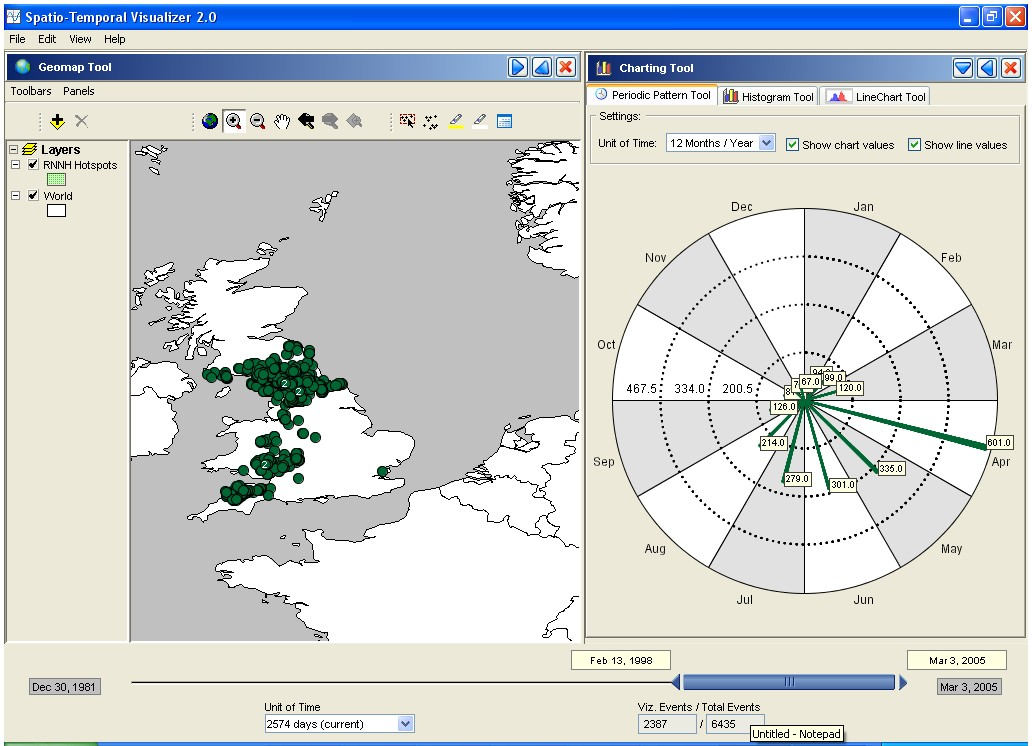 Spatio-Temporal Visualizer 2.0
File Edit View Help
Geomap Tool
Toolbars Panels
Layers
RNNH Hotspots
World
2
2
2
Charting Tool
Periodic Pattern Tool Histogram Tool LineChart Tool
Settings:
Unit of Time: 12 Months / Year Show chart values Show line values
Dec Jan
Nov Feb
Oct Mar
467.5 334.0 200.5
67.0 99.0
120.0
126.0
214.0
601.0
335.0
279.0 301.0
Sep Apr
Aug May
Jul Jun
Feb 13, 1998 Mar 3, 2005
Dec 30, 1981 Mar 3, 2005
Unit of Time
2574 days (current)
Viz. Events / Total Events
2387 / 6435
Untitled - Notepad